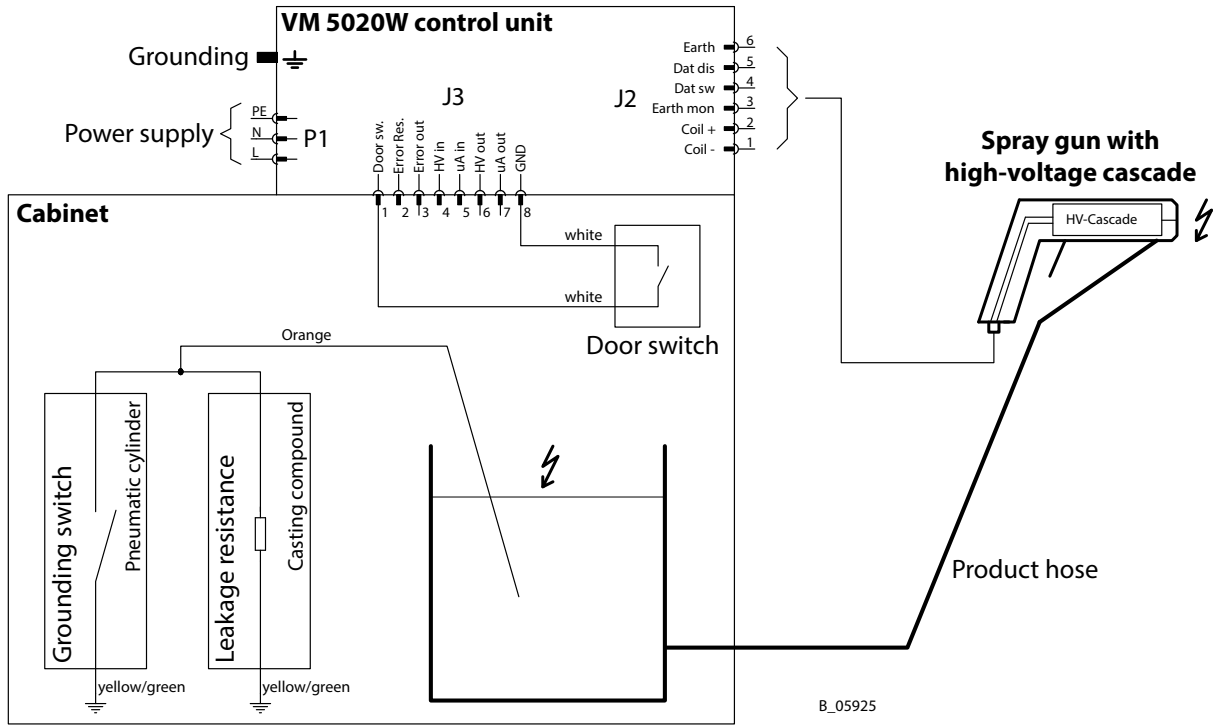 VM 5020W control unit
Grounding
Power supply
PE
N
L
P1
J3
J2
Earth 6
Dat dis 5
Dat sw 4
Earth mon 3
Coil + 2
Coil - 1
Door sw.
Error Res.
Error out
HV in
uA in
HV out
uA out
GND
1 2 3 4 5 6 7 8
Spray gun with
high-voltage cascade
HV-Cascade
Cabinet
white
white
Door switch
Orange
Grounding switch
Pneumatic cylinder
Leakage resistance
Casting compound
yellow/green
yellow/green
Product hose
B_05925